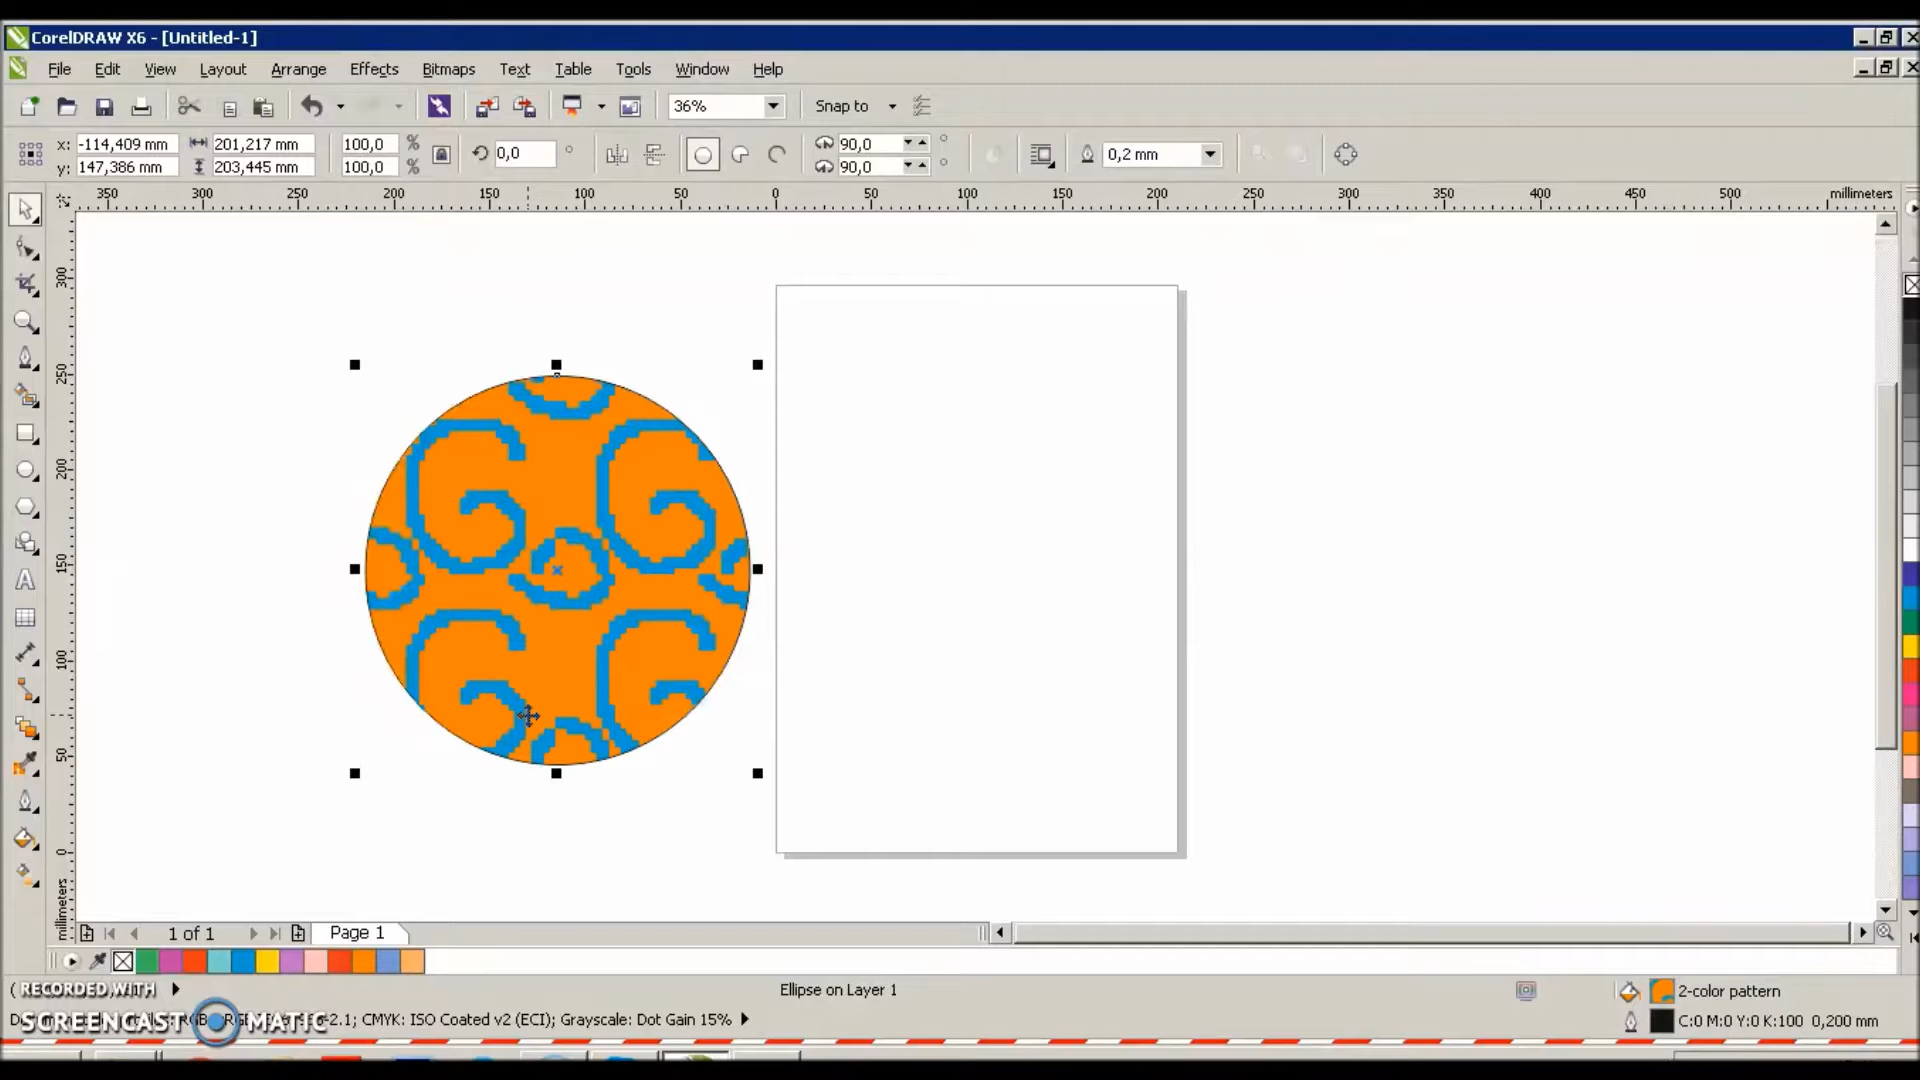 CorelDRAW X6 - [Untitled-1]
File Edit View Layout Arrange Effects Bitmaps Text Table Tools Window Help
36% Snap to
x: -114,409 mm 201,217 mm 100,0 % 0,0 ° 90,0 ° 0,2 mm
y: 147,386 mm 203,445 mm 100,0 % 90,0 °
350 300 250 200 150 100 50 0 50 100 150 200 250 300 350 400 450 500 millimeters
300
250
200
150
100
50
0
millimeters
1 of 1 Page 1
( RECORDED WITH Ellipse on Layer 1 2-color pattern
SCREENCAST MATIC
-2.1; CMYK: ISO Coated v2 (ECI); Grayscale: Dot Gain 15% C:0 M:0 Y:0 K:100 0,200 mm